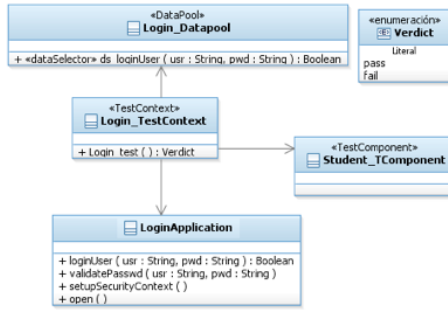 «DataPool»
Login_Datapool
+ «dataSelector» ds_loginUser ( usr : String, pwd : String ) : Boolean
«enumeración»
Verdict
Literal
pass
fail
«TestContext»
Login_TestContext
+ Login_test ( ) : Verdict
«TestComponent»
Student_TComponent
LoginApplication
+ loginUser ( usr : String, pwd : String ) : Boolean
+ validatePasswd ( usr : String, pwd : String )
+ setupSecurityContext ( )
+ open ( )